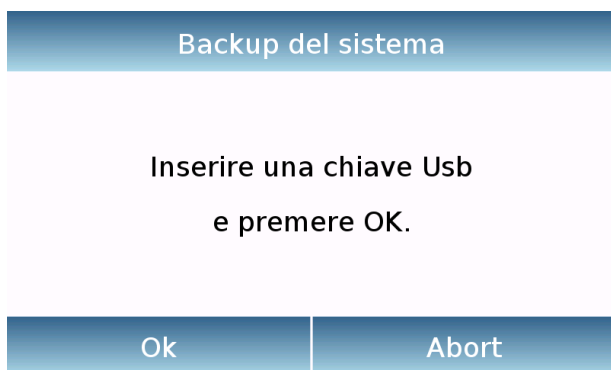 Backup del sistema
Inserire una chiave Usb
e premere OK.
Ok
Abort